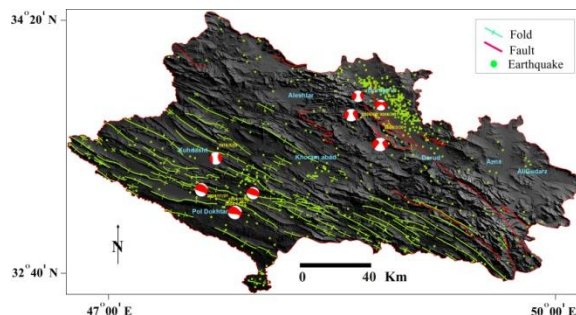 34°20' N
Fold
Fault
Earthquake
Aleshtar
Kuhdasht
Khoram abad
Dorod
Azna
AliGudarz
Pol Dokhtar
N
0 40 Km
32°40' N
47°00' E
50°00' E